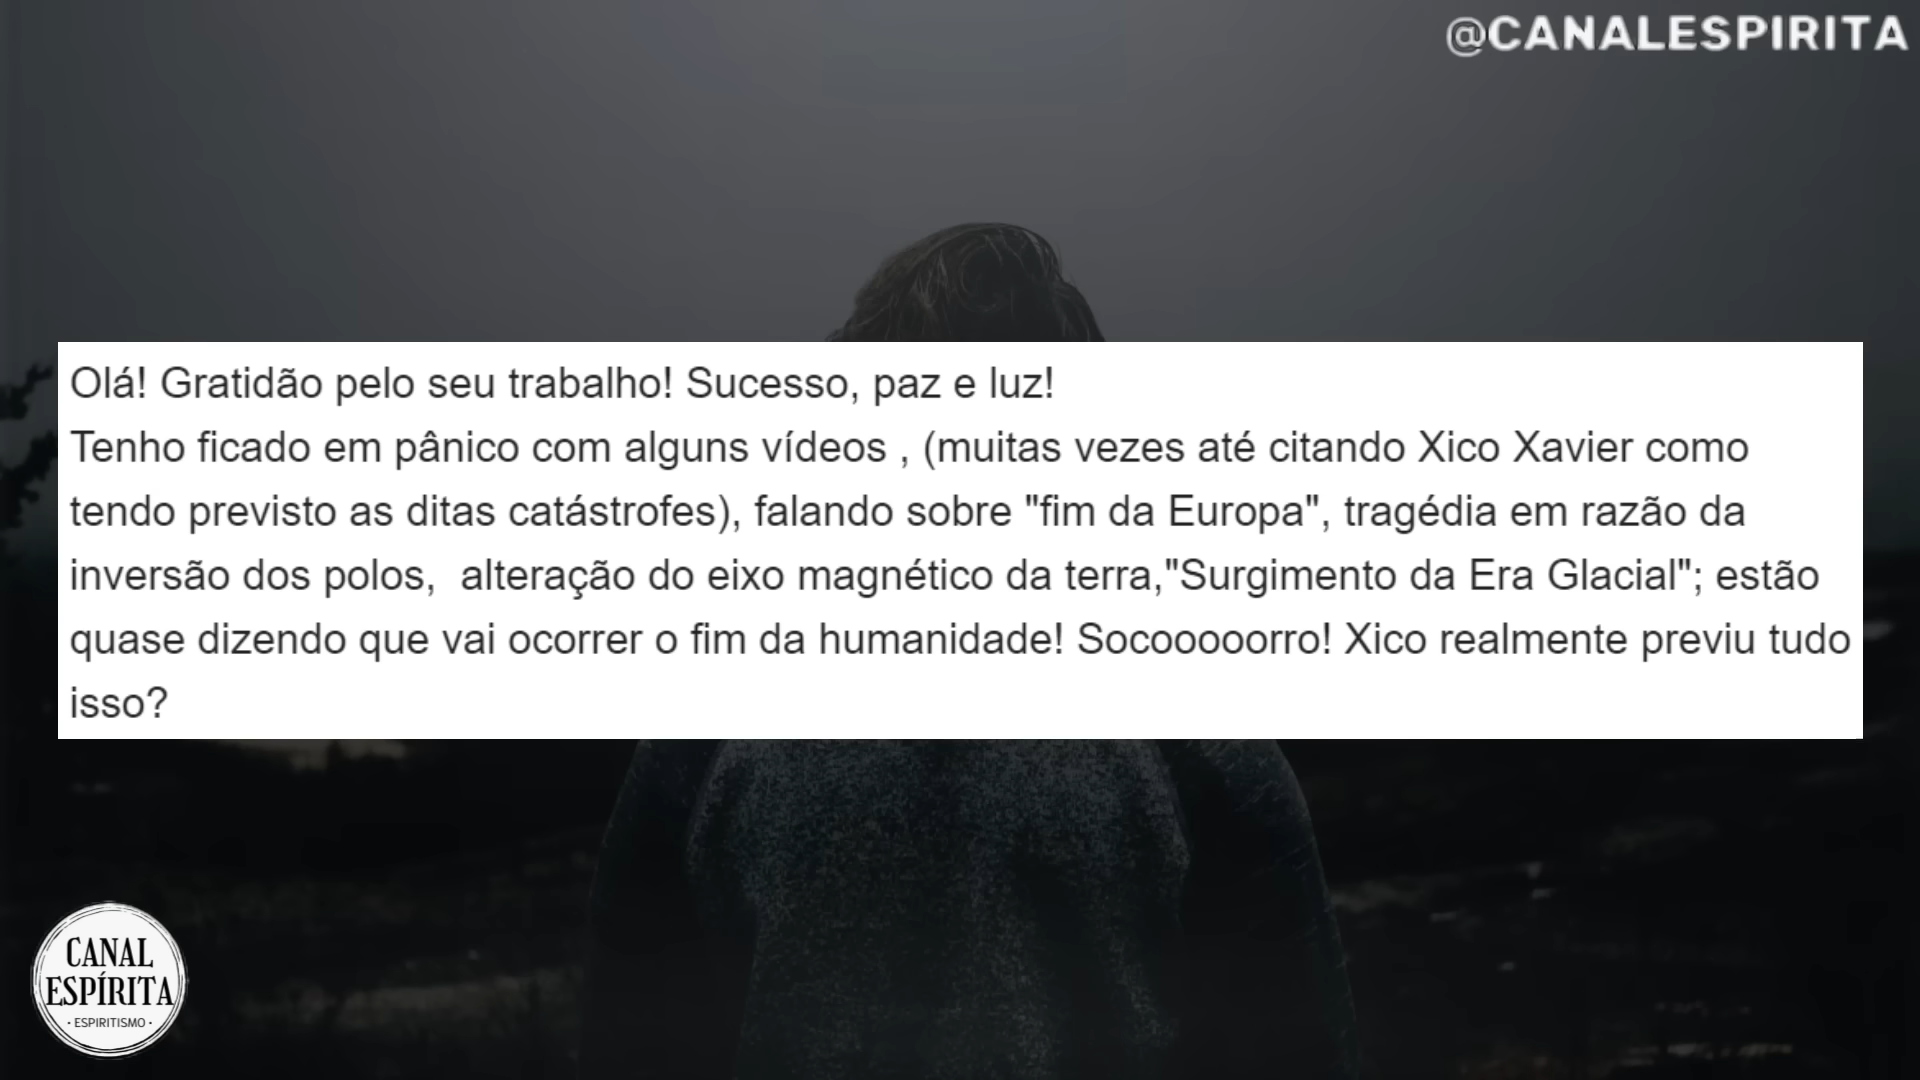 @CANALESPIRITA
Olá! Gratidão pelo seu trabalho! Sucesso, paz e luz!
Tenho ficado em pânico com alguns vídeos , (muitas vezes até citando Xico Xavier como
tendo previsto as ditas catástrofes), falando sobre "fim da Europa", tragédia em razão da
inversão dos polos,  alteração do eixo magnético da terra,"Surgimento da Era Glacial"; estão
quase dizendo que vai ocorrer o fim da humanidade! Socooooorro! Xico realmente previu tudo
isso?
CANAL
ESPÍRITA
· ESPIRITISMO ·